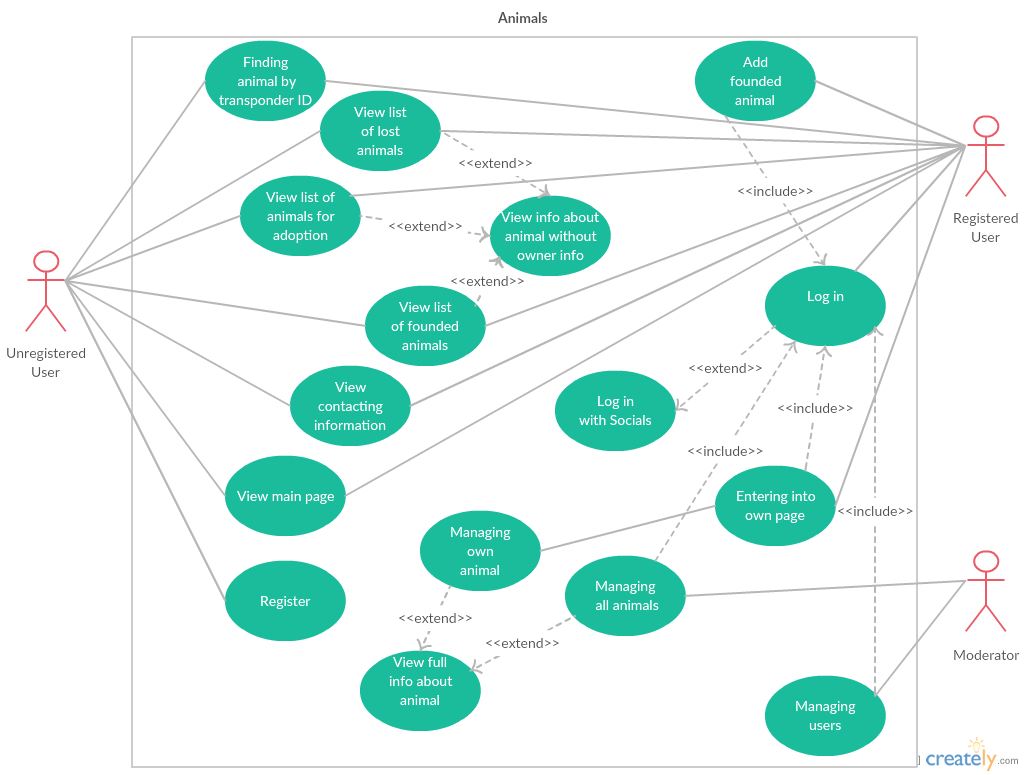 Animals
Finding
animal by
transponder ID
Add
founded
animal
View list
of lost
animals
<<extend>>
<<include>>
View list of
animals for
adoption
<<extend>>
View info about
animal without
owner info
Registered
User
<<extend>>
View list
of founded
animals
Log in
Unregistered
User
<<extend>>
View
contacting
information
Log in
with Socials
<<include>>
<<include>>
View main page
Entering into
own page
<<include>>
Managing
own
animal
Managing
all animals
Register
<<extend>>
<<extend>>
Moderator
View full
info about
animal
Managing
users
creately.com